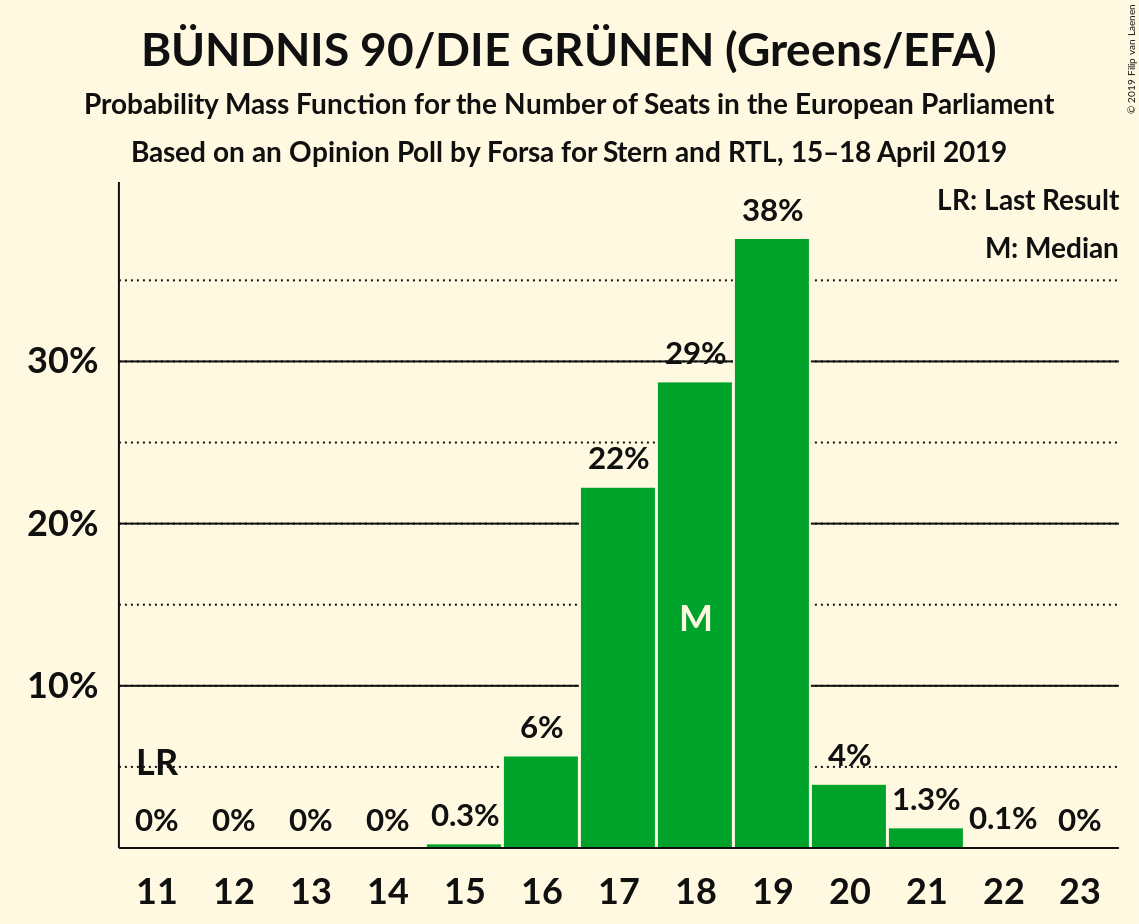 BÜNDNIS 90/DIE GRÜNEN (Greens/EFA)
Probability Mass Function for the Number of Seats in the European Parliament
Based on an Opinion Poll by Forsa for Stern and RTL, 15–18 April 2019
© 2019 Filip van Laenen
LR: Last Result
M: Median
38%
30%
29%
22%
20%
M
10%
6%
LR
4%
0% 0% 0% 0% 0.3% 1.3% 0.1% 0%
11 12 13 14 15 16 17 18 19 20 21 22 23